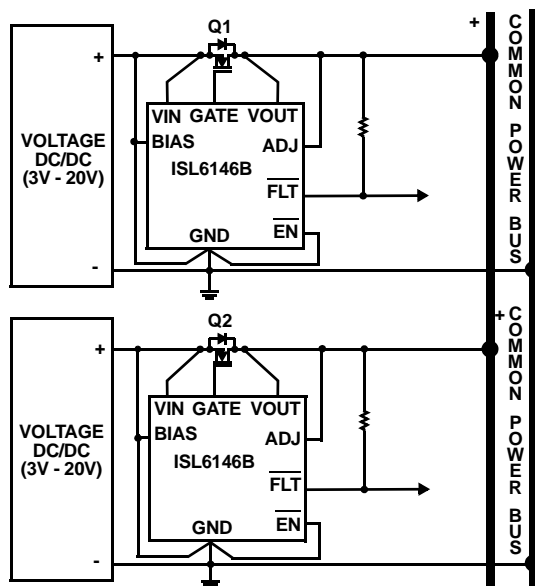 Q1
+
+
VOLTAGE
DC/DC
(3V - 20V)
-
VIN GATE VOUT
BIAS
ADJ
ISL6146B
FLT
EN
GND
COMMON POWER BUS
Q2
+
+
VOLTAGE
DC/DC
(3V - 20V)
-
VIN GATE VOUT
BIAS
ADJ
ISL6146B
FLT
EN
GND
COMMON POWER BUS